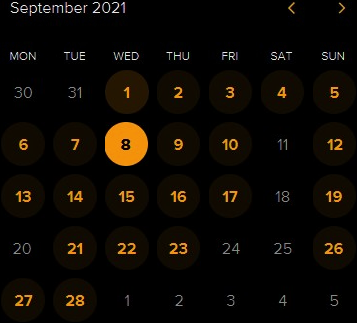 September 2021
MON TUE WED THU FRI SAT SUN
30 31 1 2 3 4 5
6 7 8 9 10 11 12
13 14 15 16 17 18 19
20 21 22 23 24 25 26
27 28 1 2 3 4 5